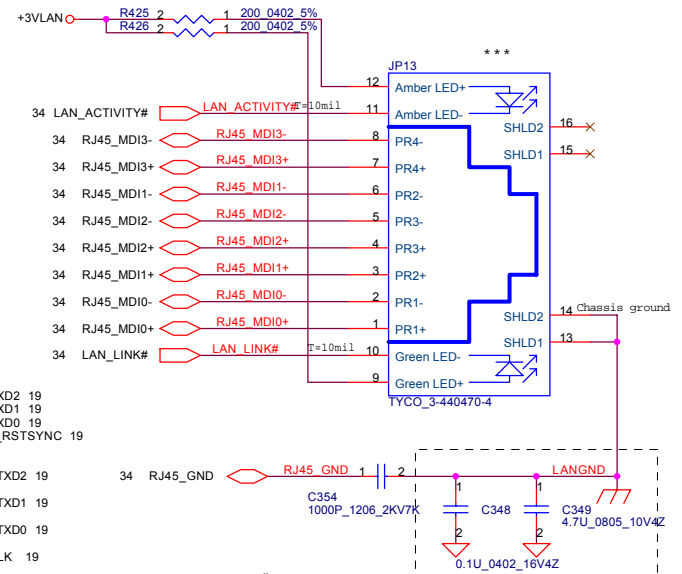 +3VLAN
R425 2 1 200_0402_5%
R426 2 1 200_0402_5%
***
JP13
12 Amber LED+
34 LAN_ACTIVITY# LAN_ACTIVITY# T=10mil 11 Amber LED-
SHLD2 16
34 RJ45_MDI3- RJ45_MDI3- 8 PR4-
SHLD1 15
34 RJ45_MDI3+ RJ45_MDI3+ 7 PR4+
34 RJ45_MDI1- RJ45_MDI1- 6 PR2-
34 RJ45_MDI2- RJ45_MDI2- 5 PR3-
34 RJ45_MDI2+ RJ45_MDI2+ 4 PR3+
34 RJ45_MDI1+ RJ45_MDI1+ 3 PR2+
34 RJ45_MDI0- RJ45_MDI0- 2 PR1-
SHLD2 14 Chassis ground
34 RJ45_MDI0+ RJ45_MDI0+ 1 PR1+
SHLD1 13
34 LAN_LINK# LAN_LINK# T=10mil 10 Green LED-
9 Green LED+
TYCO_3-440470-4
XD2 19
XD1 19
XD0 19
_RSTSYNC 19
TXD2 19
34 RJ45_GND RJ45_GND 1 2 LANGND
C354
1000P_1206_2KV7K
TXD1 19
1 C348 2
0.1U_0402_16V4Z
1 C349 2
4.7U_0805_10V4Z
TXD0 19
LK 19